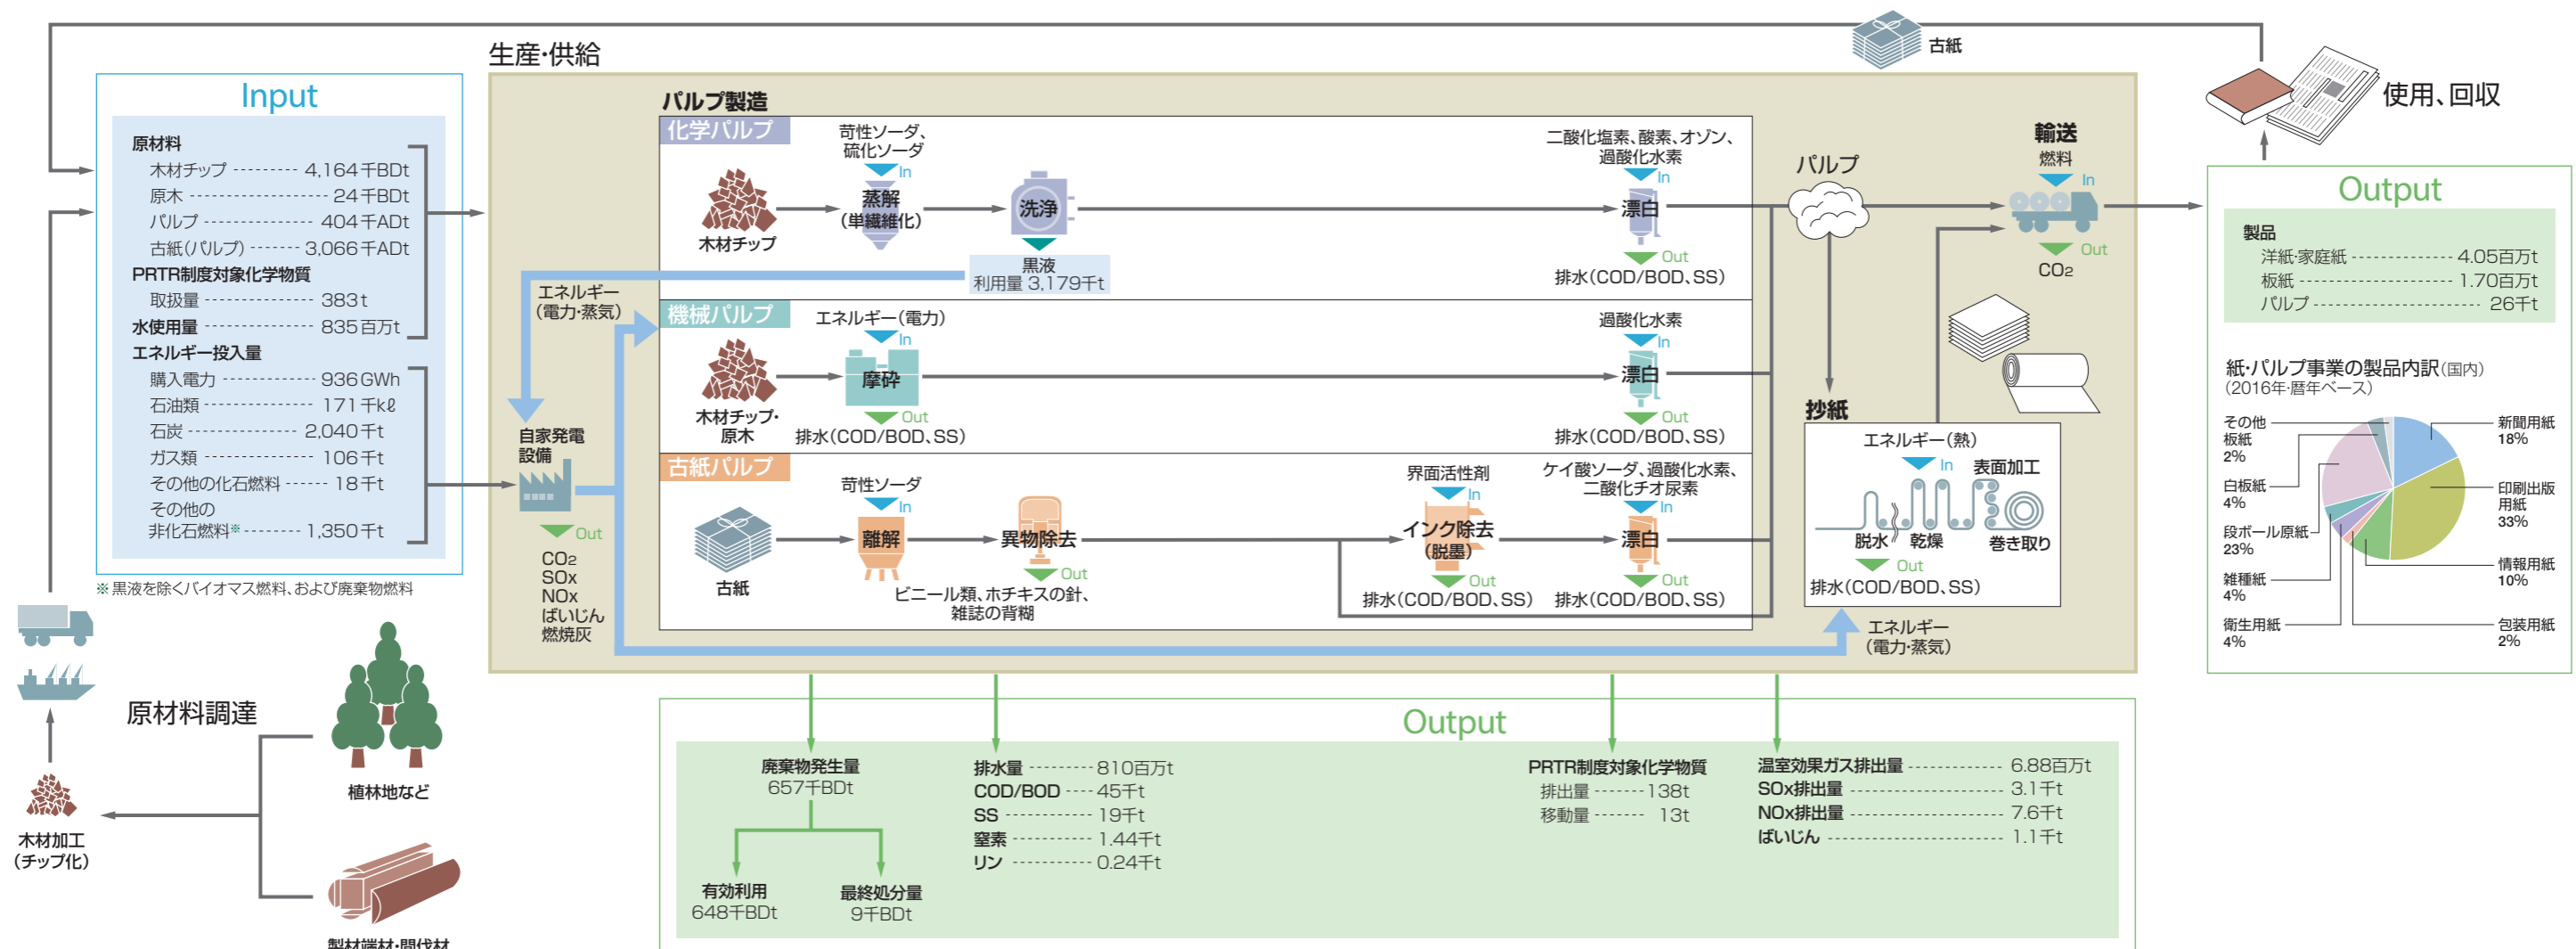 古紙
生産・供給
使用、回収
Input
原材料
木材チップ 4,164千BDt
原木 24千BDt
パルプ 404千ADt
古紙(パルプ) 3,066千ADt
PRTR制度対象化学物質
取扱量 383t
水使用量 835百万t
エネルギー投入量
購入電力 936GWh
石油類 171千kℓ
石炭 2,040千t
ガス類 106千t
その他の化石燃料 18千t
その他の
非化石燃料※ 1,350千t
※黒液を除くバイオマス燃料、および廃棄物燃料
原材料調達
植林地など
木材加工
(チップ化)
製材端材・間伐材
パルプ製造
化学パルプ
木材チップ
苛性ソーダ、
硫化ソーダ
In
蒸解
(単繊維化)
洗浄
黒液
利用量 3,179千t
二酸化塩素、酸素、オゾン、
過酸化水素
In
漂白
Out
排水(COD/BOD、SS)
エネルギー
(電力・蒸気)
機械パルプ
木材チップ・
原木
エネルギー(電力)
In
摩砕
Out
排水(COD/BOD、SS)
過酸化水素
In
漂白
Out
排水(COD/BOD、SS)
自家発電
設備
Out
CO2
SOx
NOx
ばいじん
燃焼灰
古紙パルプ
古紙
苛性ソーダ
In
離解
異物除去
Out
ビニール類、ホチキスの針、
雑誌の背糊
界面活性剤
In
インク除去
(脱墨)
Out
排水(COD/BOD、SS)
ケイ酸ソーダ、過酸化水素、
二酸化チオ尿素
In
漂白
Out
排水(COD/BOD、SS)
パルプ
抄紙
エネルギー(熱)
In
表面加工
脱水
乾燥
巻き取り
Out
排水(COD/BOD、SS)
エネルギー
(電力・蒸気)
輸送
燃料
In
Out
CO2
Output
製品
洋紙・家庭紙 4.05百万t
板紙 1.70百万t
パルプ 26千t
紙・パルプ事業の製品内訳(国内)
(2016年・暦年ベース)
新聞用紙
18%
印刷出版
用紙
33%
情報用紙
10%
包装用紙
2%
衛生用紙
4%
雑種紙
4%
段ボール原紙
23%
白板紙
4%
その他
板紙
2%
Output
廃棄物発生量
657千BDt
有効利用
648千BDt
最終処分量
9千BDt
排水量 810百万t
COD/BOD 45千t
SS 19千t
窒素 1.44千t
リン 0.24千t
PRTR制度対象化学物質
排出量 138t
移動量 13t
温室効果ガス排出量 6.88百万t
SOx排出量 3.1千t
NOx排出量 7.6千t
ばいじん 1.1千t